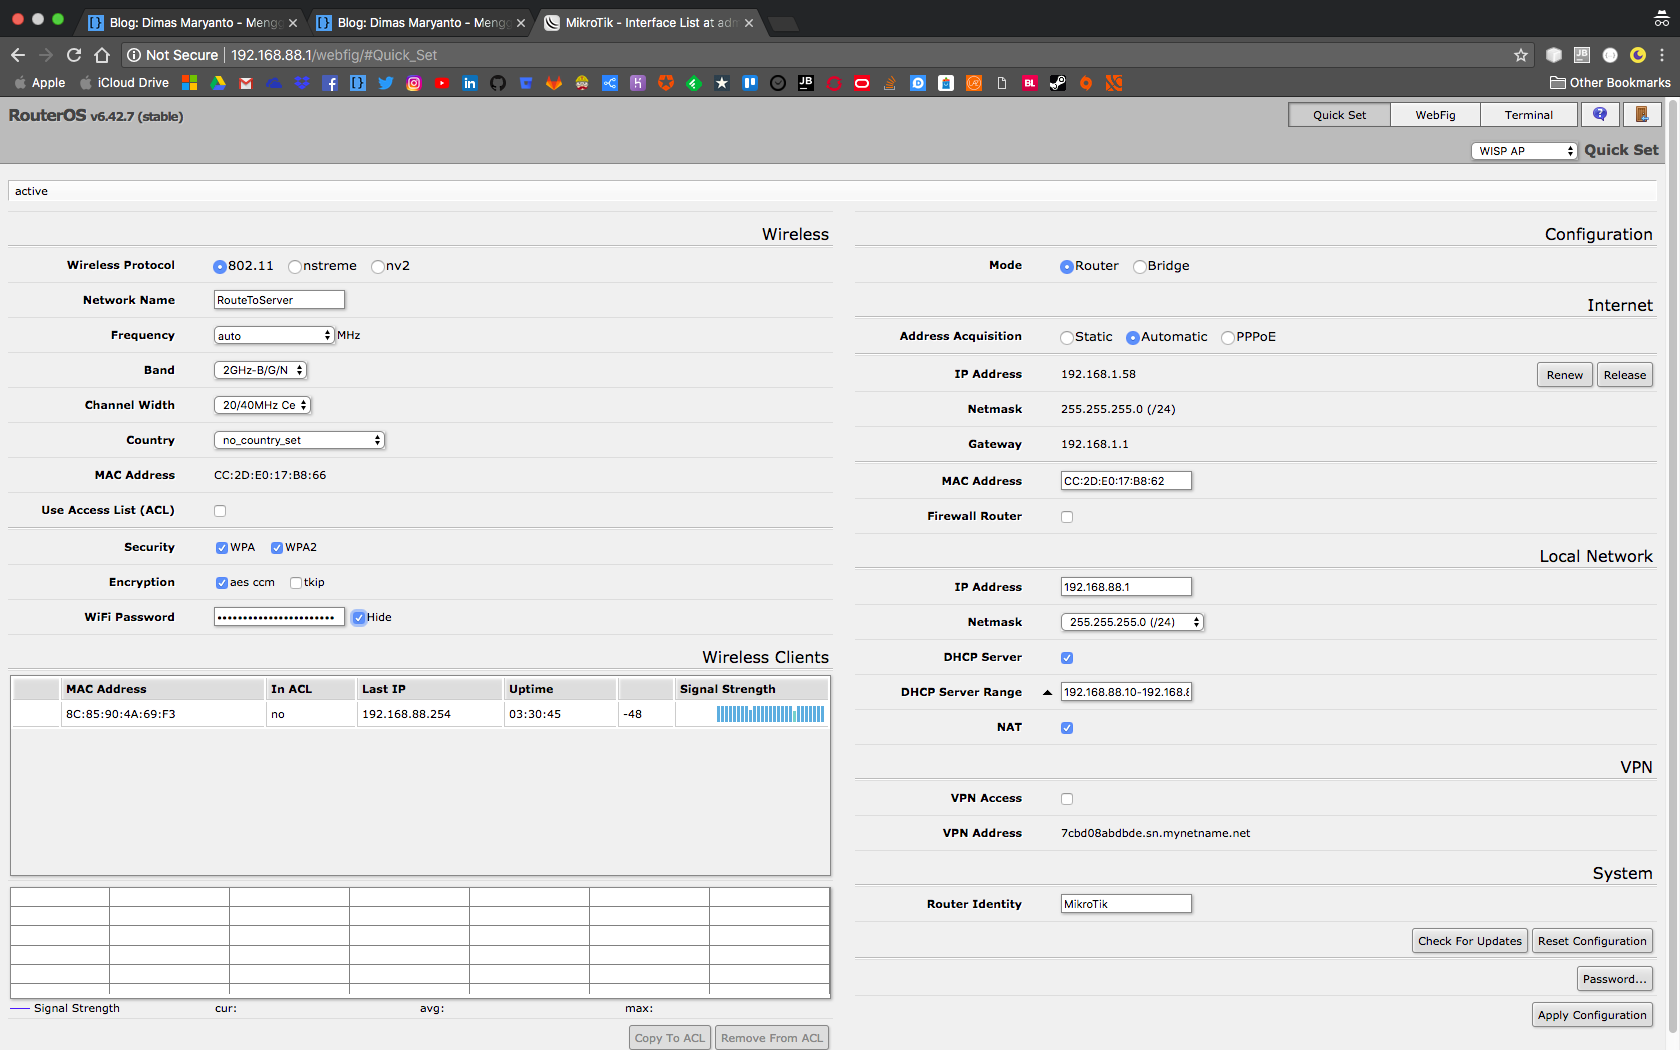 Blog: Dimas Maryanto - Mengg
Blog: Dimas Maryanto - Mengg
MikroTik - Interface List at adm
Not Secure 192.168.88.1/webfig/#Quick_Set
Apple iCloud Drive Other Bookmarks
RouterOS v6.42.7 (stable)
Quick Set WebFig Terminal
WISP AP Quick Set
active
Wireless
Wireless Protocol 802.11 nstreme nv2
Network Name RouteToServer
Frequency auto MHz
Band 2GHz-B/G/N
Channel Width 20/40MHz Ce
Country no_country_set
MAC Address CC:2D:E0:17:B8:66
Use Access List (ACL)
Security WPA WPA2
Encryption aes ccm tkip
WiFi Password ••••••••••••••••••••••• Hide
Wireless Clients
MAC Address In ACL Last IP Uptime Signal Strength
8C:85:90:4A:69:F3 no 192.168.88.254 03:30:45 -48
Signal Strength cur: avg: max:
Copy To ACL Remove From ACL
Configuration
Mode Router Bridge
Internet
Address Acquisition Static Automatic PPPoE
IP Address 192.168.1.58 Renew Release
Netmask 255.255.255.0 (/24)
Gateway 192.168.1.1
MAC Address CC:2D:E0:17:B8:62
Firewall Router
Local Network
IP Address 192.168.88.1
Netmask 255.255.255.0 (/24)
DHCP Server
DHCP Server Range 192.168.88.10-192.168.8
NAT
VPN
VPN Access
VPN Address 7cbd08abdbde.sn.mynetname.net
System
Router Identity MikroTik
Check For Updates Reset Configuration
Password...
Apply Configuration